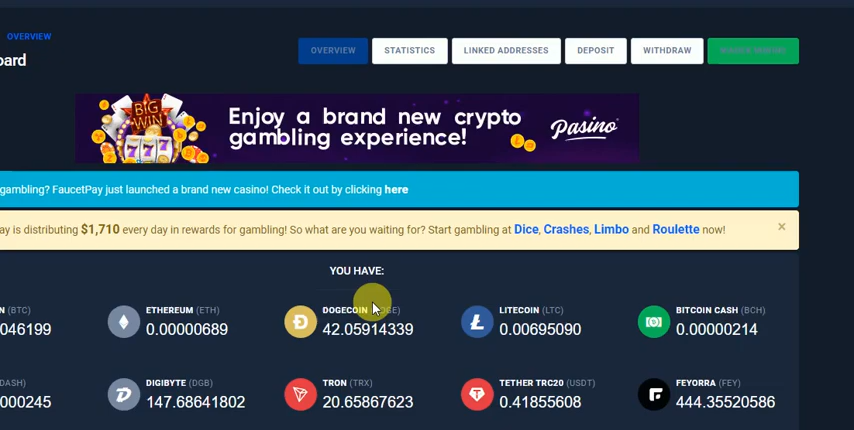 OVERVIEW
oard
OVERVIEW
STATISTICS
LINKED ADDRESSES
DEPOSIT
WITHDRAW
BIG
WIN
777
Enjoy a brand new crypto
gambling experience!
Pasino
gambling? FaucetPay just launched a brand new casino! Check it out by clicking here
ay is distributing $1,710 every day in rewards for gambling! So what are you waiting for? Start gambling at Dice, Crashes, Limbo and Roulette now!
×
YOU HAVE:
N (BTC)
046199
ETHEREUM (ETH)
0.00000689
DOGECOIN
42.05914339
LITECOIN (LTC)
0.00695090
BITCOIN CASH (BCH)
0.00000214
DASH)
000245
DIGIBYTE (DGB)
147.68641802
TRON (TRX)
20.65867623
TETHER TRC20 (USDT)
0.41855608
FEYORRA (FEY)
444.35520586